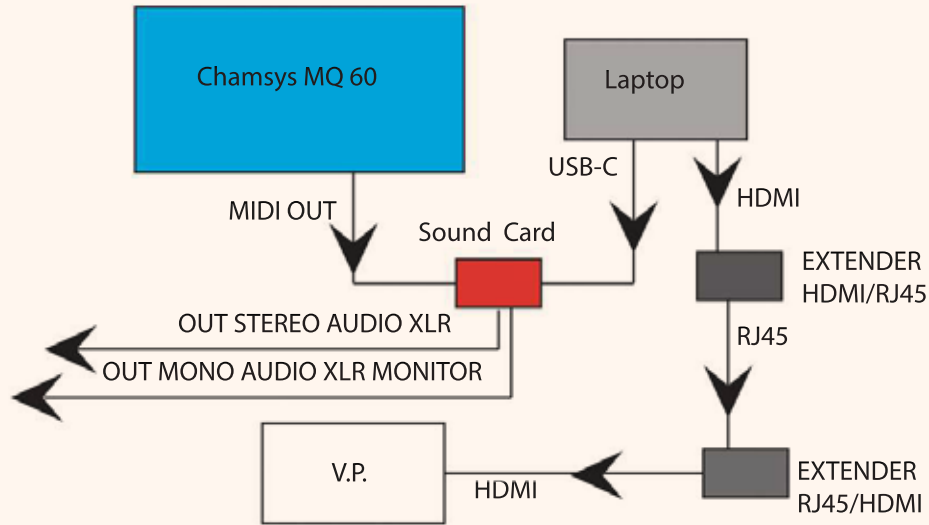 Chamsys MQ 60
Laptop
USB-C
MIDI OUT
HDMI
Sound Card
EXTENDER
HDMI/RJ45
OUT STEREO AUDIO XLR
RJ45
OUT MONO AUDIO XLR MONITOR
V.P.
HDMI
EXTENDER
RJ45/HDMI